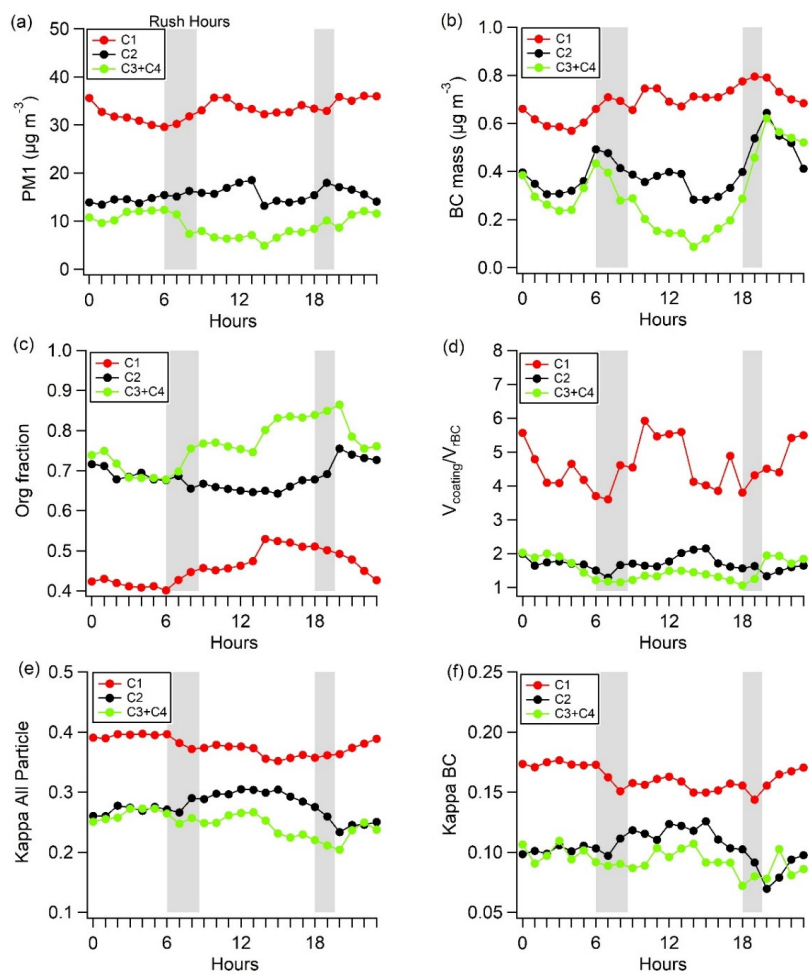 (a)
Rush Hours
50
40
30
20
10
0
PM1 (µg m⁻³)
C1
C2
C3+C4
0
6
12
18
Hours
(b)
1.0
0.8
0.6
0.4
0.2
0.0
BC mass (µg m⁻³)
C1
C2
C3+C4
0
6
12
18
Hours
(c)
1.0
0.9
0.8
0.7
0.6
0.5
0.4
Org fraction
C1
C2
C3+C4
0
6
12
18
Hours
(d)
8
7
6
5
4
3
2
1
Vcoating/VrBC
C1
C2
C3+C4
0
6
12
18
Hours
(e)
0.5
0.4
0.3
0.2
0.1
Kappa All Particle
C1
C2
C3+C4
0
6
12
18
Hours
(f)
0.25
0.20
0.15
0.10
0.05
Kappa BC
C1
C2
C3+C4
0
6
12
18
Hours